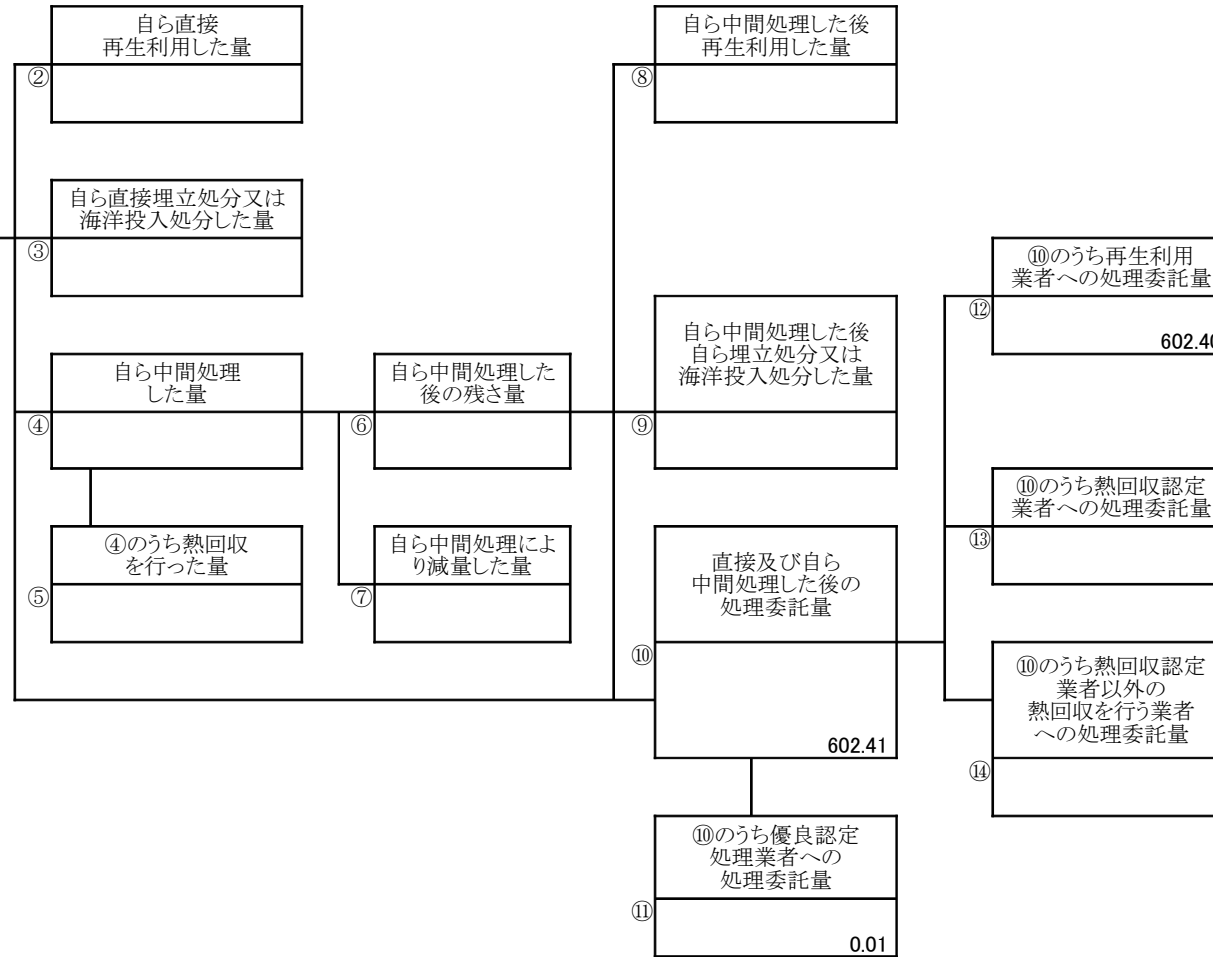 自ら直接
再生利用した量
②
自ら直接埋立処分又は
海洋投入処分した量
③
自ら中間処理
した量
④
④のうち熱回収
を行った量
⑤
自ら中間処理した
後の残さ量
⑥
自ら中間処理によ
り減量した量
⑦
自ら中間処理した後
再生利用した量
⑧
自ら中間処理した後
自ら埋立処分又は
海洋投入処分した量
⑨
直接及び自ら
中間処理した後の
処理委託量
⑩
602.41
⑩のうち優良認定
処理業者への
処理委託量
⑪
0.01
⑩のうち再生利用
業者への処理委託量
⑫
602.40
⑩のうち熱回収認定
業者への処理委託量
⑬
⑩のうち熱回収認定
業者以外の
熱回収を行う業者
への処理委託量
⑭